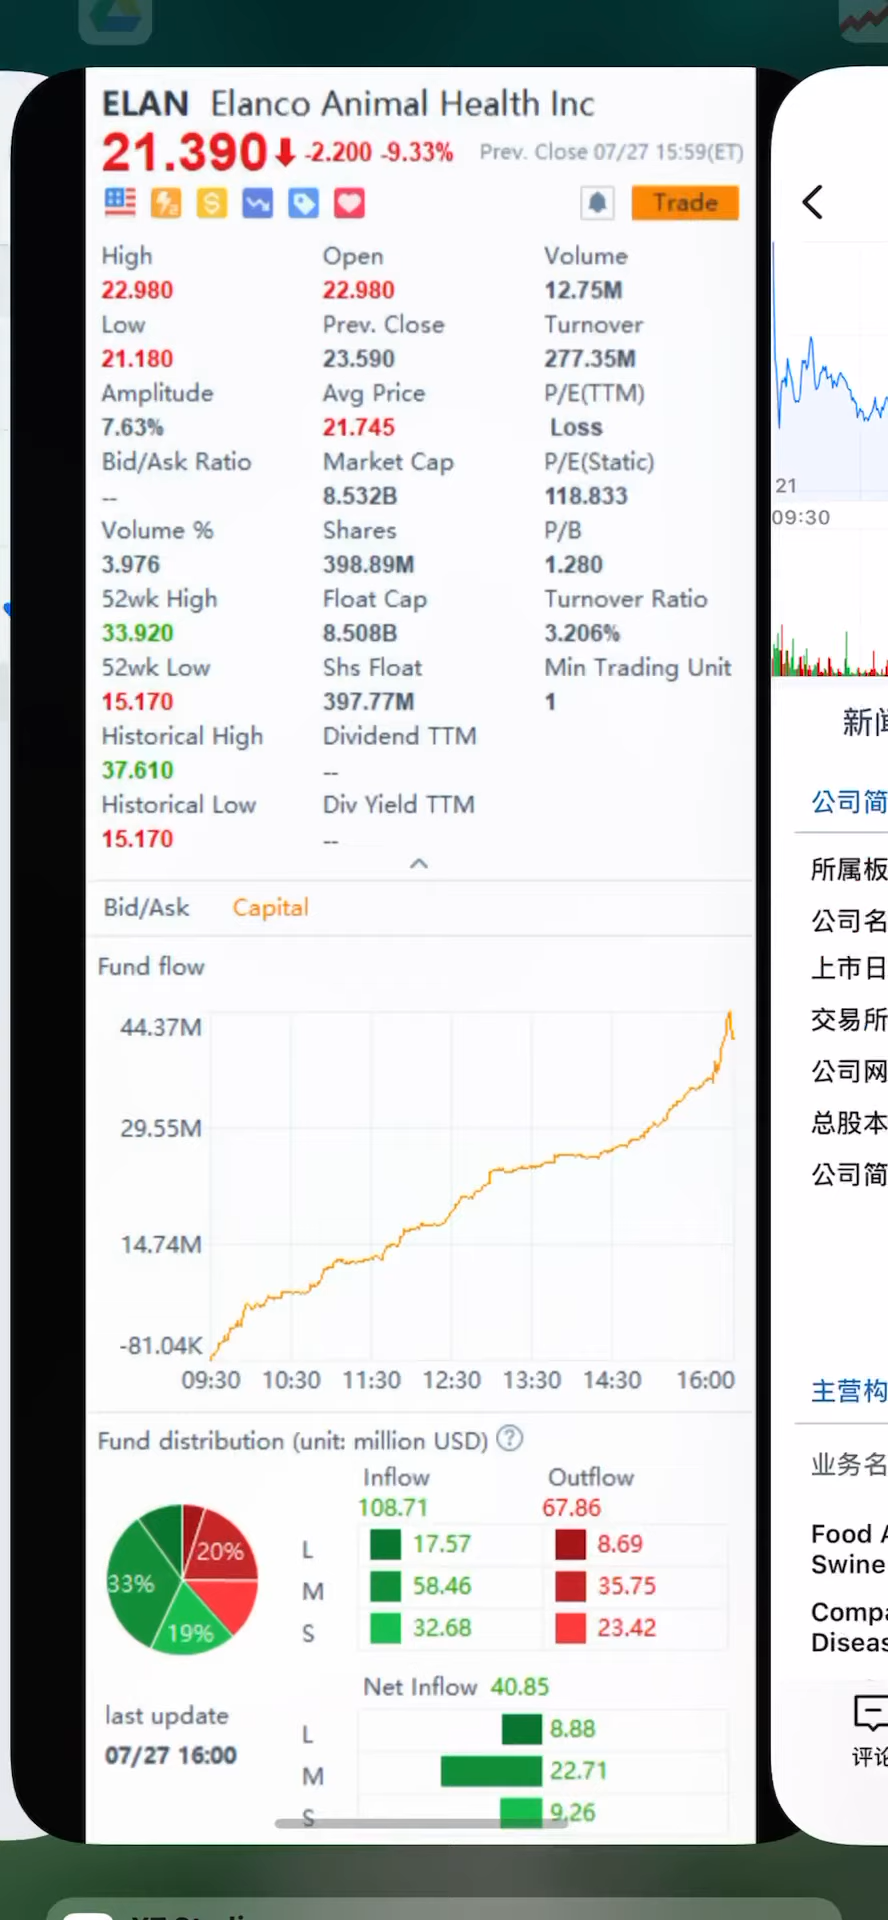 ELAN Elanco Animal Health Inc
21.390 -2.200 -9.33% Prev. Close 07/27 15:59(ET)
Trade
High Open Volume
22.980 22.980 12.75M
Low Prev. Close Turnover
21.180 23.590 277.35M
Amplitude Avg Price P/E(TTM)
7.63% 21.745 Loss
Bid/Ask Ratio Market Cap P/E(Static)
-- 8.532B 118.833
Volume % Shares P/B
3.976 398.89M 1.280
52wk High Float Cap Turnover Ratio
33.920 8.508B 3.206%
52wk Low Shs Float Min Trading Unit
15.170 397.77M 1
Historical High Dividend TTM
37.610 --
Historical Low Div Yield TTM
15.170 --
Bid/Ask Capital
Fund flow
44.37M
29.55M
14.74M
-81.04K
09:30 10:30 11:30 12:30 13:30 14:30 16:00
Fund distribution (unit: million USD) ?
Inflow Outflow
108.71 67.86
L 17.57 8.69
M 58.46 35.75
S 32.68 23.42
20%
33%
19%
Net Inflow 40.85
last update
07/27 16:00
L 8.88
M 22.71
S 9.26
21
09:30
新闻
公司简
所属板
公司名
上市日
交易所
公司网
总股本
公司简
主营构
业务名
Food A
Swine
Compa
Diseas
评论